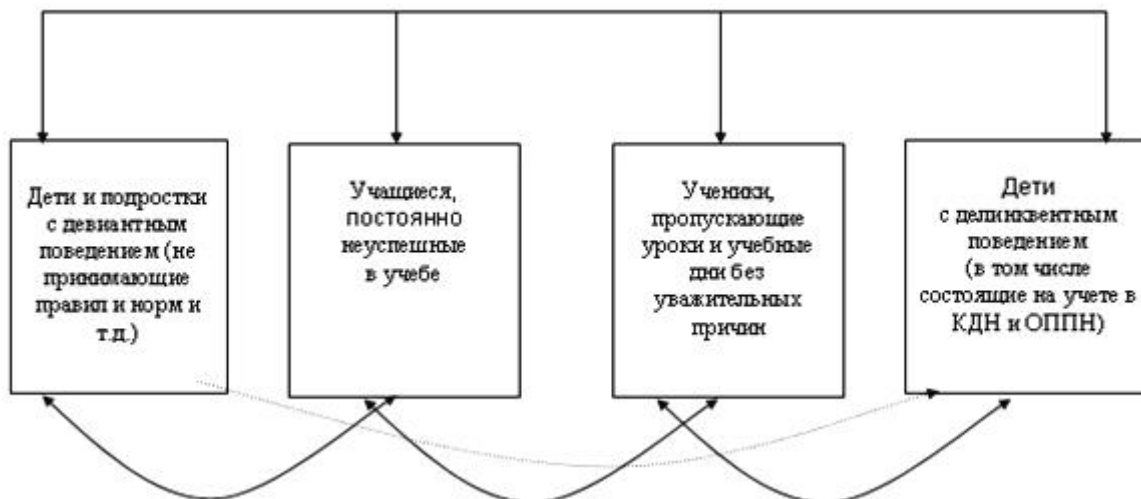 Дети и подростки
с девиантным
поведением (не
принимающие
правил и норм и
т.д.)
Учащиеся,
постоянно
неуспешные
в учебе
Ученики,
пропускающие
уроки и учебные
дни без
уважительных
причин
Дети
с делинквентным
поведением
(в том числе
состоящие на учете в
КДН и ОППН)